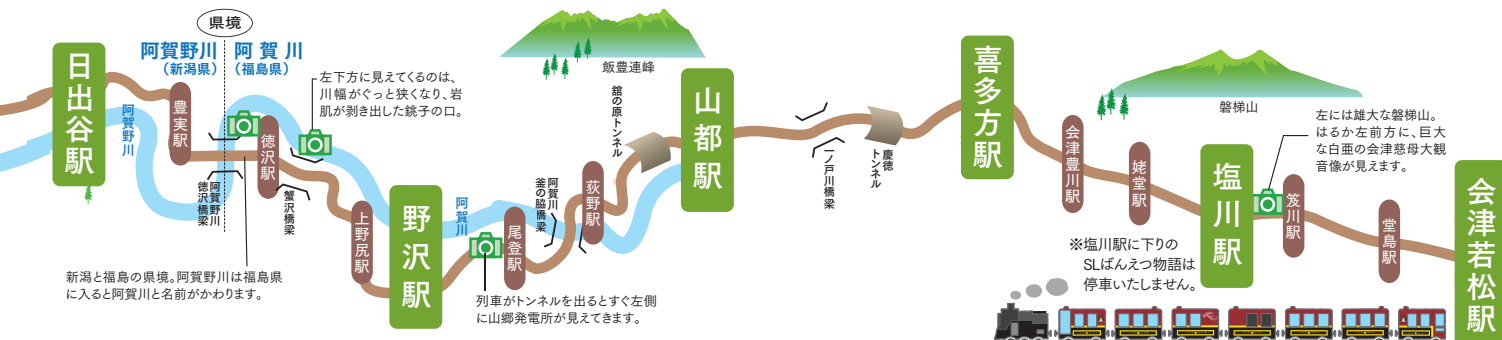 県境
阿賀野川
（新潟県）
阿賀川
（福島県）
日出谷駅
阿賀野川
豊実駅
徳沢駅
阿賀野川
徳沢橋梁
蟹沢橋梁
左下方に見えてくるのは、
川幅がぐっと狭くなり、岩
肌が剥き出した銚子の口。
新潟と福島の県境。阿賀野川は福島県
に入ると阿賀川と名前がかわります。
上野尻駅
野沢駅
阿賀川
尾登駅
列車がトンネルを出るとすぐ左側
に山郷発電所が見えてきます。
阿賀川
釜の脇橋梁
荻野駅
飯豊連峰
舘の原トンネル
山都駅
一ノ戸川橋梁
慶徳
トンネル
喜多方駅
会津豊川駅
姥堂駅
磐梯山
塩川駅
※塩川駅に下りの
SLばんえつ物語は
停車いたしません。
笈川駅
左には雄大な磐梯山。
はるか左前方に、巨大
な白亜の会津慈母大観
音像が見えます。
堂島駅
会津若松駅